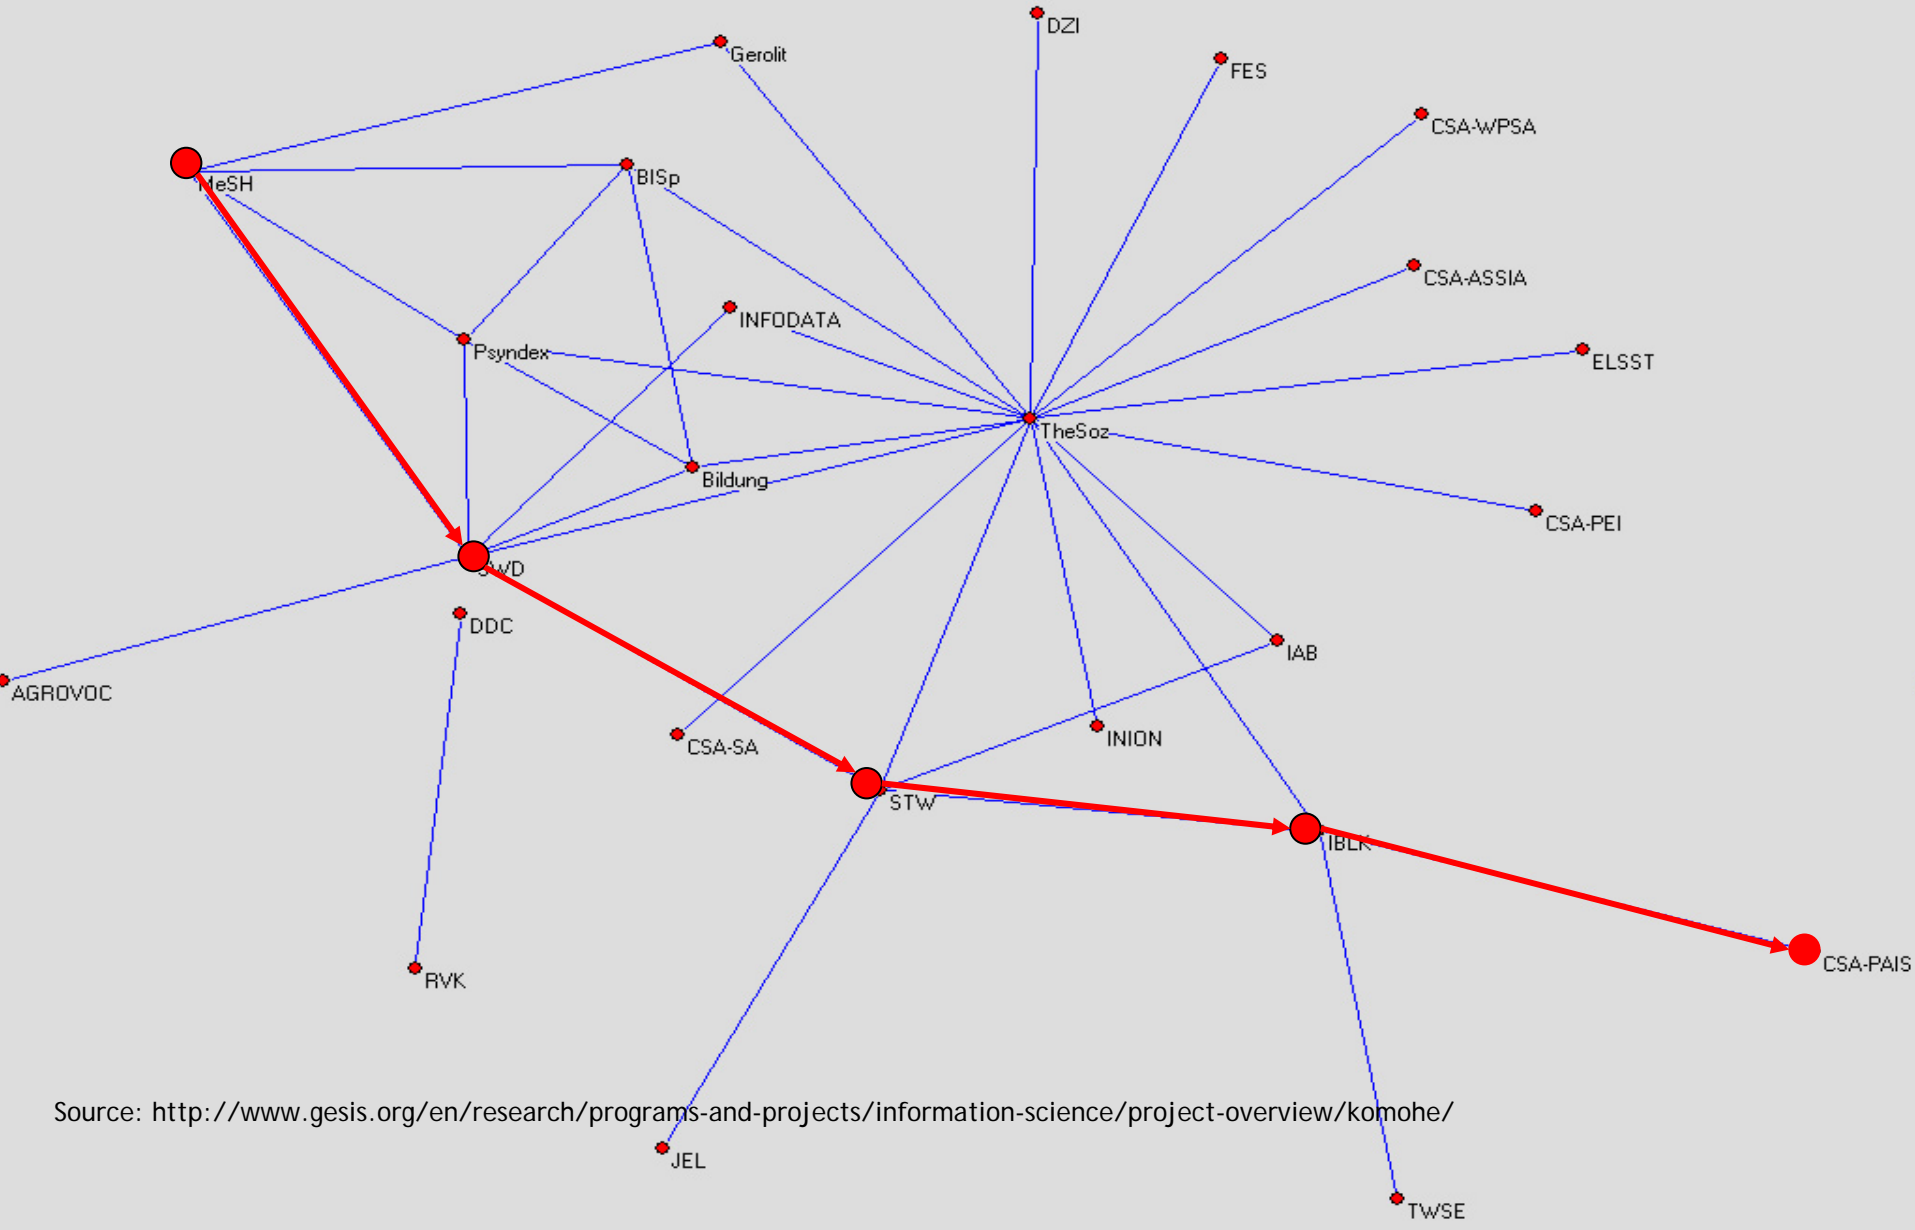 DZI
Gerolit
FES
CSA-WPSA
MeSH
BISp
CSA-ASSIA
INFODATA
Psyndex
ELSST
TheSoz
Bildung
CSA-PEI
SWD
DDC
IAB
AGROVOC
INION
CSA-SA
STW
IBLK
CSA-PAIS
RVK
Source: http://www.gesis.org/en/research/programs-and-projects/information-science/project-overview/komohe/
JEL
TWSE